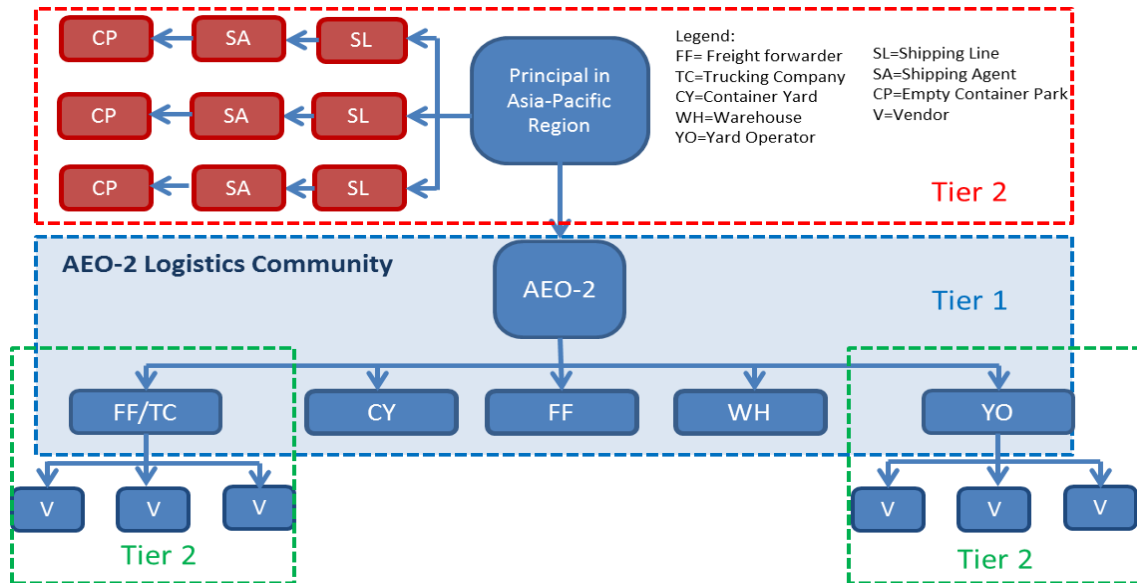 CP
SA
SL
CP
SA
SL
CP
SA
SL
Principal in
Asia-Pacific
Region
Legend:
FF= Freight forwarder
TC=Trucking Company
CY=Container Yard
WH=Warehouse
YO=Yard Operator
SL=Shipping Line
SA=Shipping Agent
CP=Empty Container Park
V=Vendor
Tier 2
AEO-2 Logistics Community
AEO-2
Tier 1
FF/TC
CY
FF
WH
YO
V
V
V
V
V
V
Tier 2
Tier 2